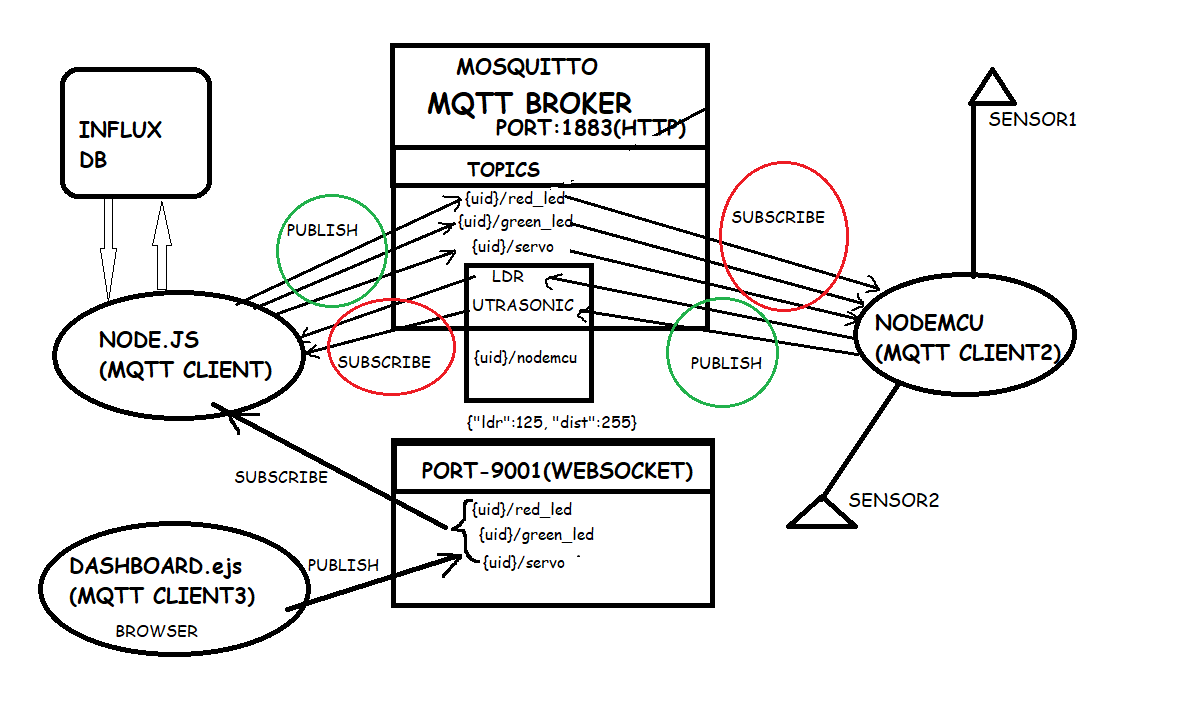 MOSQUITTO
MQTT BROKER
PORT:1883(HTTP)
TOPICS
{uid}/red_led
{uid}/green_led
{uid}/servo
LDR
UTRASONIC
{uid}/nodemcu
{"ldr":125, "dist":255}
INFLUX
DB
PUBLISH
SUBSCRIBE
NODE.JS
(MQTT CLIENT)
SUBSCRIBE
PUBLISH
SENSOR1
NODEMCU
(MQTT CLIENT2)
SENSOR2
PORT-9001(WEBSOCKET)
{uid}/red_led
{uid}/green_led
{uid}/servo
SUBSCRIBE
PUBLISH
DASHBOARD.ejs
(MQTT CLIENT3)
BROWSER